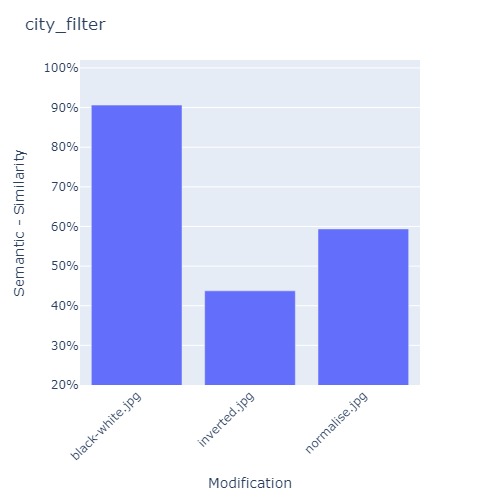 city_filter
100%
90%
80%
70%
60%
50%
40%
30%
20%
Semantic - Similarity
black-white.jpg
inverted.jpg
normalise.jpg
Modification